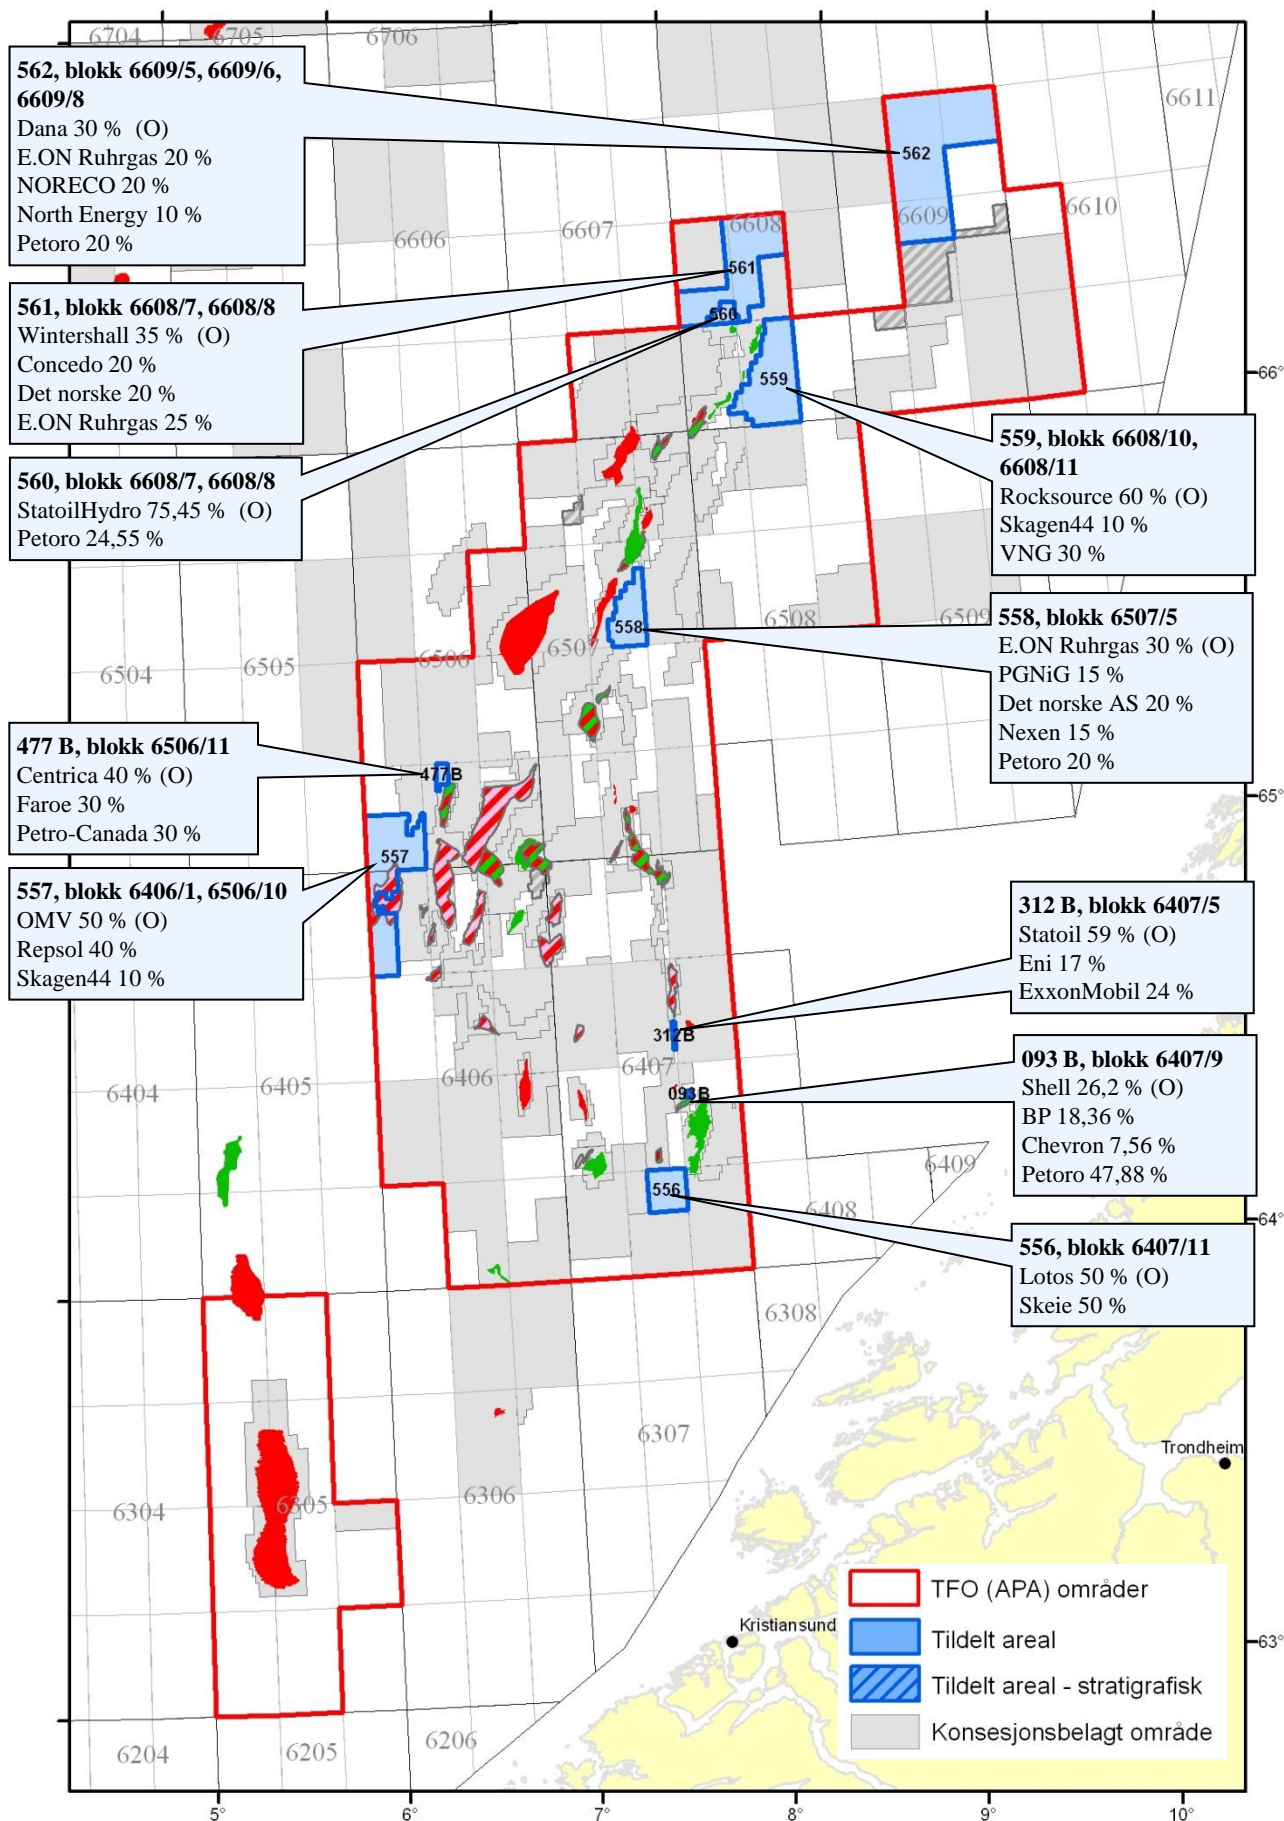 6704
6705
6706
562, blokk 6609/5, 6609/6,
6609/8
Dana 30 % (O)
E.ON Ruhrgas 20 %
NORECO 20 %
North Energy 10 %
Petoro 20 %
6611
562
6609
6610
6608
6607
6606
561
561, blokk 6608/7, 6608/8
Wintershall 35 % (O)
Concedo 20 %
Det norske 20 %
E.ON Ruhrgas 25 %
560
559
66°
560, blokk 6608/7, 6608/8
StatoilHydro 75,45 % (O)
Petoro 24,55 %
559, blokk 6608/10,
6608/11
Rocksource 60 % (O)
Skagen44 10 %
VNG 30 %
558
6508
6509
6507
6506
6505
6504
558, blokk 6507/5
E.ON Ruhrgas 30 % (O)
PGNiG 15 %
Det norske AS 20 %
Nexen 15 %
Petoro 20 %
477 B, blokk 6506/11
Centrica 40 % (O)
Faroe 30 %
Petro-Canada 30 %
477B
65°
557
557, blokk 6406/1, 6506/10
OMV 50 % (O)
Repsol 40 %
Skagen44 10 %
312 B, blokk 6407/5
Statoil 59 % (O)
Eni 17 %
ExxonMobil 24 %
312B
6407
6406
6405
6404
093B
093 B, blokk 6407/9
Shell 26,2 % (O)
BP 18,36 %
Chevron 7,56 %
Petoro 47,88 %
6409
556
6408
64°
556, blokk 6407/11
Lotos 50 % (O)
Skeie 50 %
6308
6307
6306
6305
6304
Trondheim
Kristiansund
63°
TFO (APA) områder
Tildelt areal
Tildelt areal - stratigrafisk
Konsesjonsbelagt område
6204
6205
6206
5°
6°
7°
8°
9°
10°